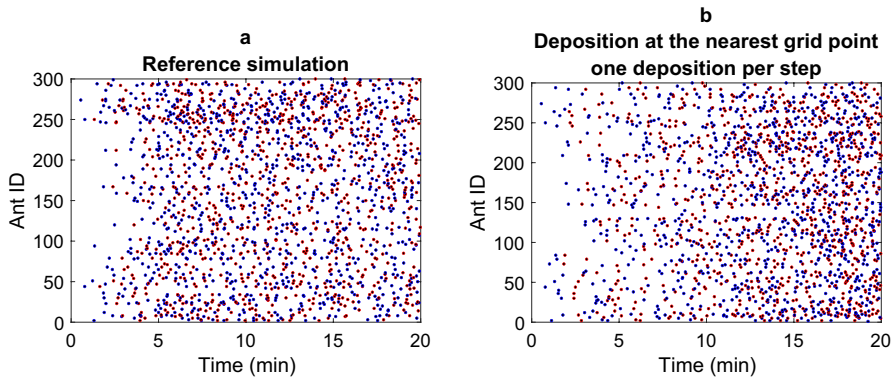 a
Reference simulation
300
250
200
150
100
50
0
Ant ID
0 5 10 15 20
Time (min)
b
Deposition at the nearest grid point
one deposition per step
300
250
200
150
100
50
0
Ant ID
0 5 10 15 20
Time (min)